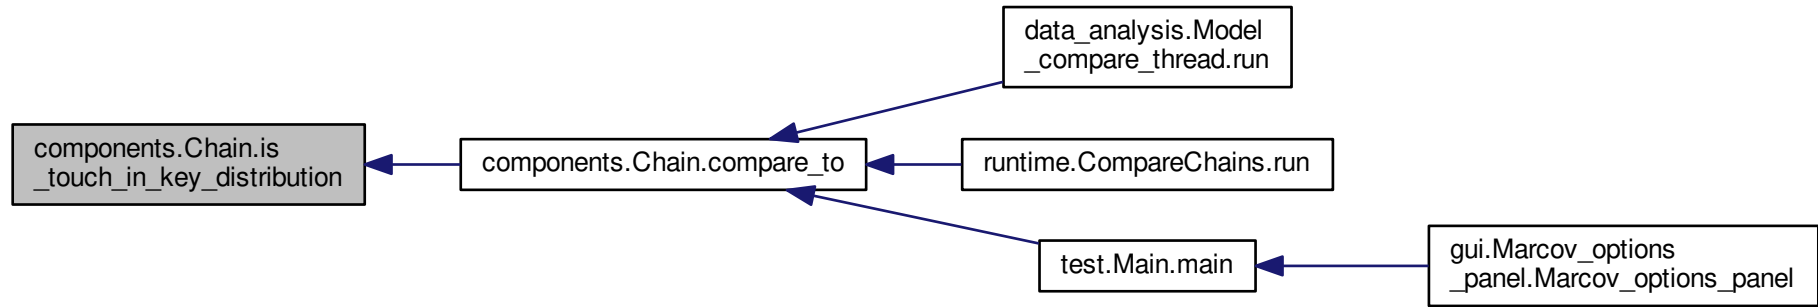 data_analysis.Model
_compare_thread.run
components.Chain.is
_touch_in_key_distribution
components.Chain.compare_to
runtime.CompareChains.run
test.Main.main
gui.Marcov_options
_panel.Marcov_options_panel